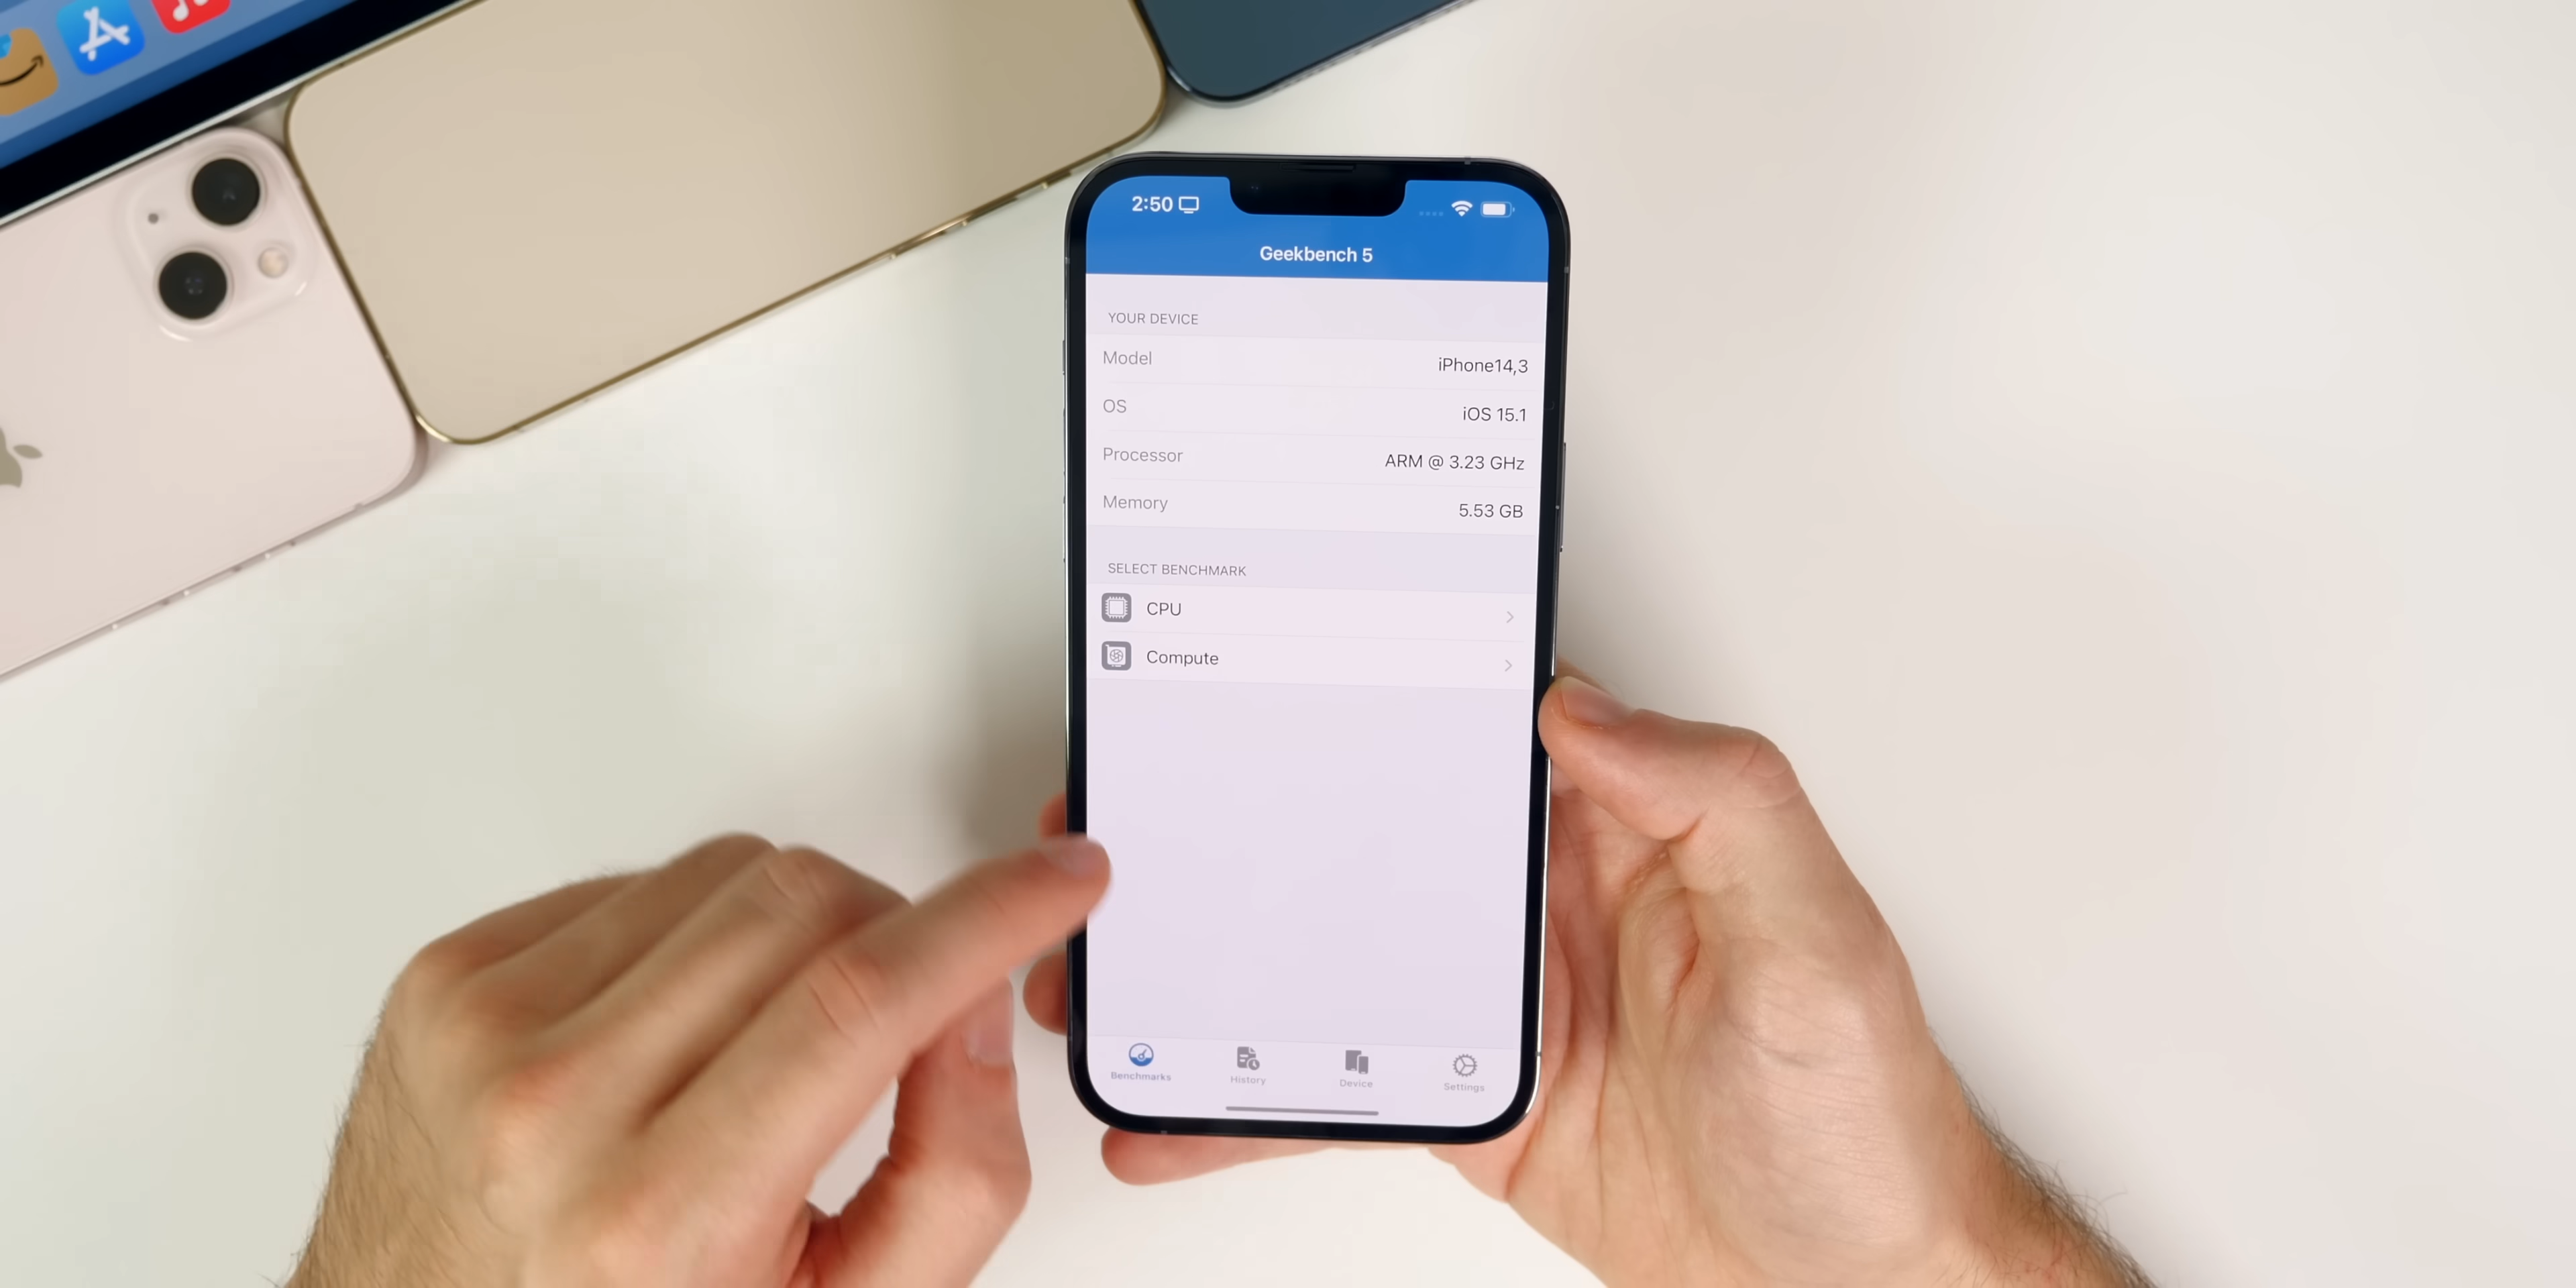 2:50
Geekbench 5
YOUR DEVICE
Model iPhone14,3
OS iOS 15.1
Processor ARM @ 3.23 GHz
Memory 5.53 GB
SELECT BENCHMARK
CPU
Compute
Benchmarks History Device Settings